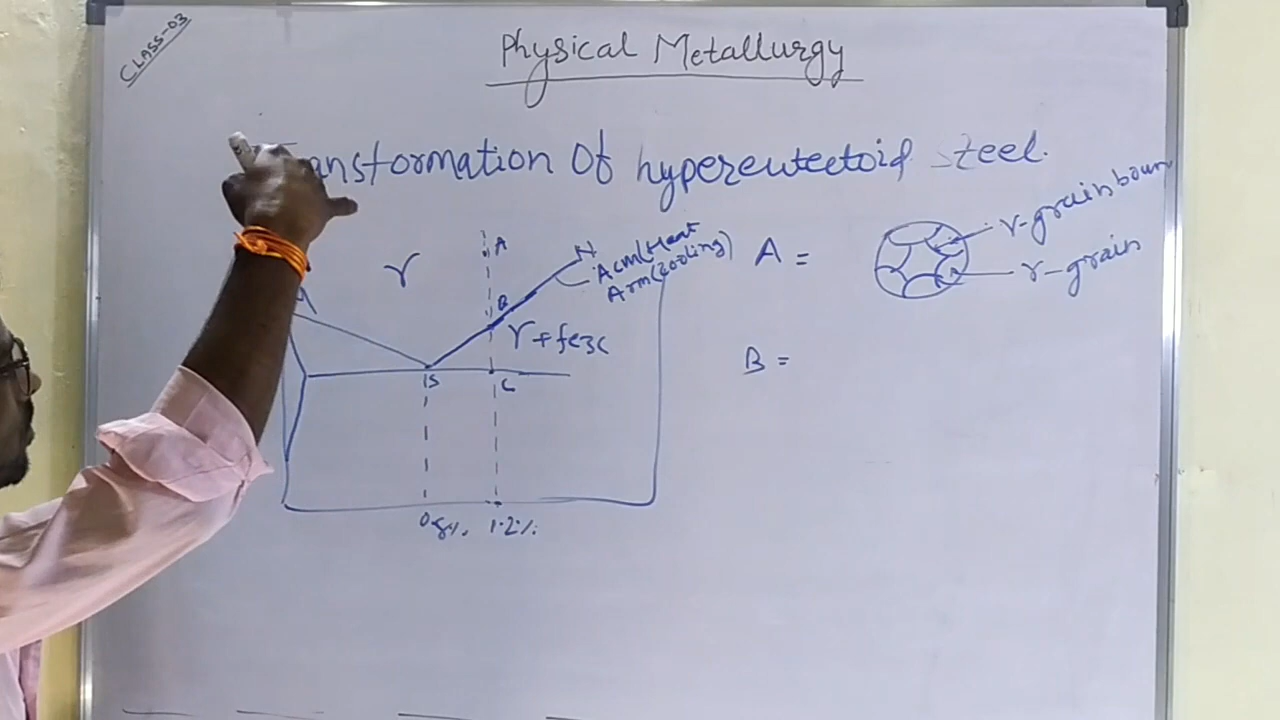 CLASS-03
Physical Metallurgy
Transformation Of hypereutectoid steel.
γ-grain boun
γ-grain
A =
B =
γ
A
N
Acm(Heat
Arm(cooling)
B
γ+fe3c
S
C
0.8%
1.2%